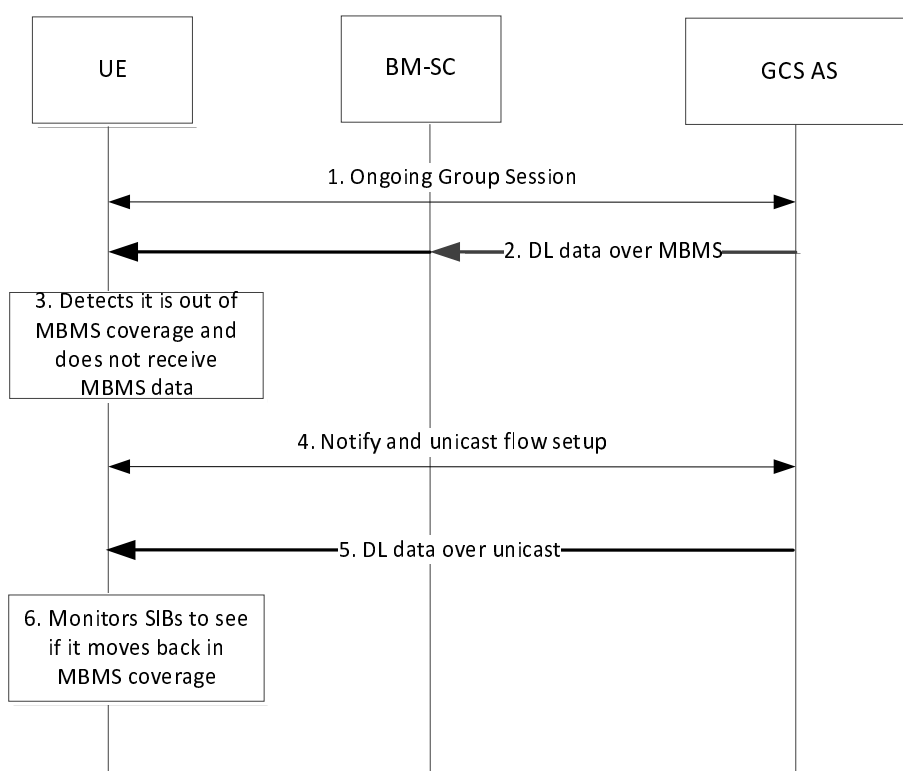 UE
BM-SC
GCS AS
1. Ongoing Group Session
2. DL data over MBMS
3. Detects it is out of
MBMS coverage and
does not receive
MBMS data
4. Notify and unicast flow setup
5. DL data over unicast
6. Monitors SIBs to see
if it moves back in
MBMS coverage